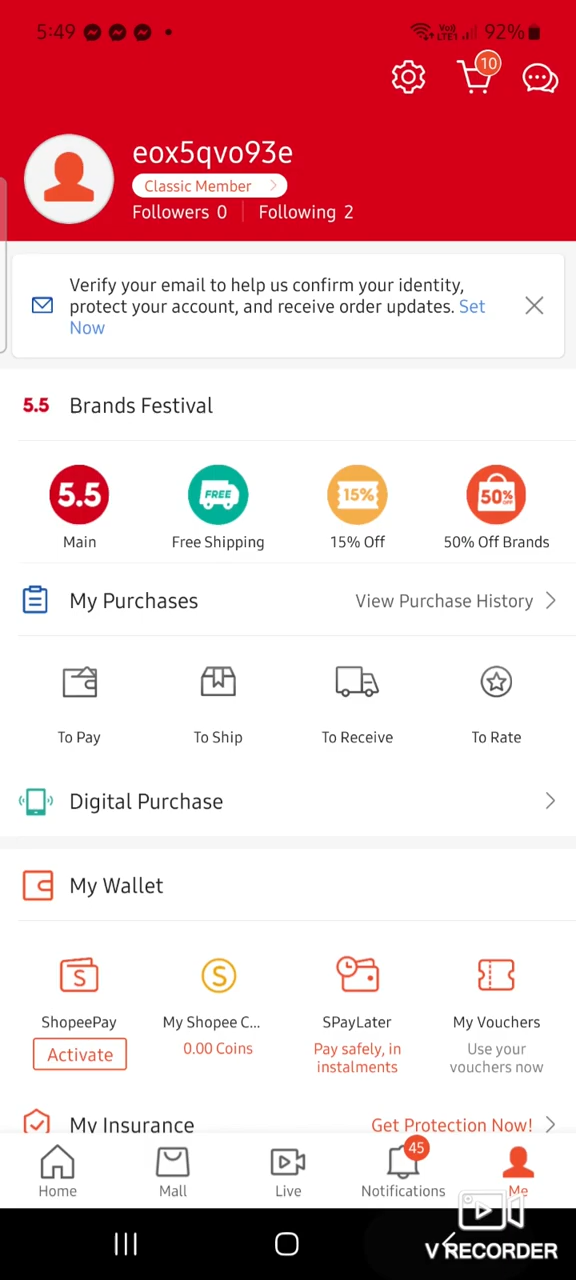 5:49
Vo)) LTE1 92%
10
eox5qvo93e
Classic Member
Followers 0 Following 2
Verify your email to help us confirm your identity,
protect your account, and receive order updates. Set
Now
5.5 Brands Festival
5.5 FREE 15% 50% OFF
Main Free Shipping 15% Off 50% Off Brands
My Purchases View Purchase History
To Pay To Ship To Receive To Rate
Digital Purchase
My Wallet
S S
ShopeePay My Shopee C... SPayLater My Vouchers
Activate 0.00 Coins Pay safely, in Use your
instalments vouchers now
My Insurance Get Protection Now!
45
Home Mall Live Notifications Me
V RECORDER